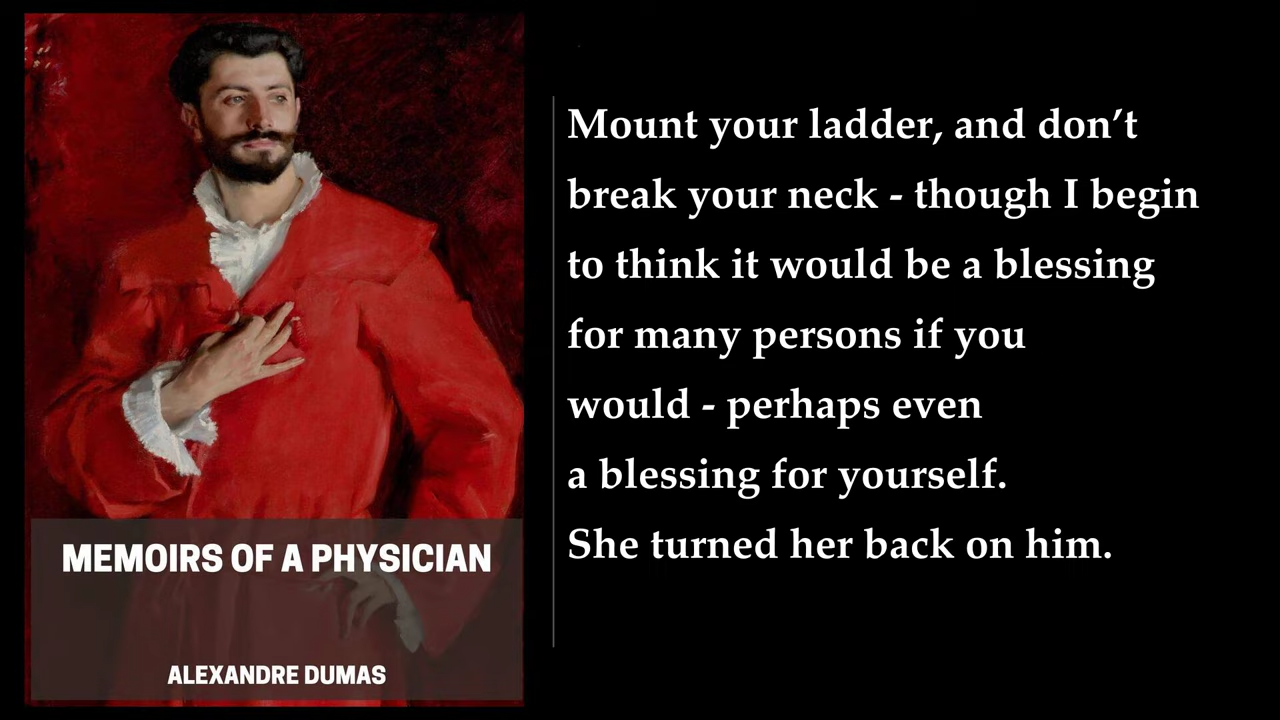 MEMOIRS OF A PHYSICIAN
ALEXANDRE DUMAS
Mount your ladder, and don’t
break your neck - though I begin
to think it would be a blessing
for many persons if you
would - perhaps even
a blessing for yourself.
She turned her back on him.